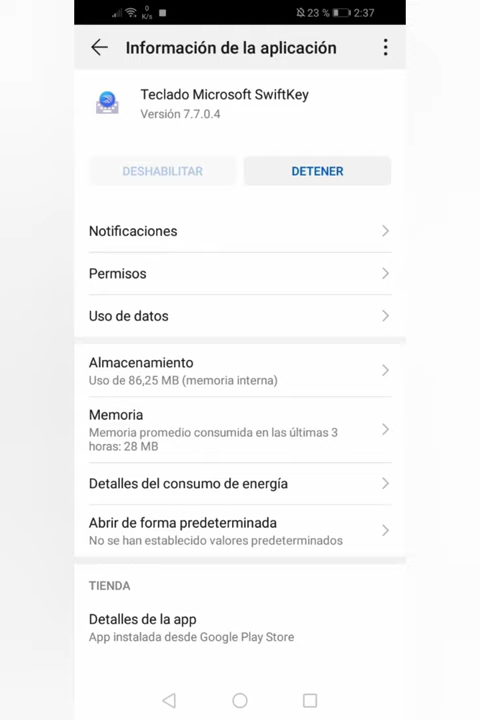 0
K/s
23 %
2:37
Información de la aplicación
Teclado Microsoft SwiftKey
Versión 7.7.0.4
DESHABILITAR
DETENER
Notificaciones
Permisos
Uso de datos
Almacenamiento
Uso de 86,25 MB (memoria interna)
Memoria
Memoria promedio consumida en las últimas 3
horas: 28 MB
Detalles del consumo de energía
Abrir de forma predeterminada
No se han establecido valores predeterminados
TIENDA
Detalles de la app
App instalada desde Google Play Store